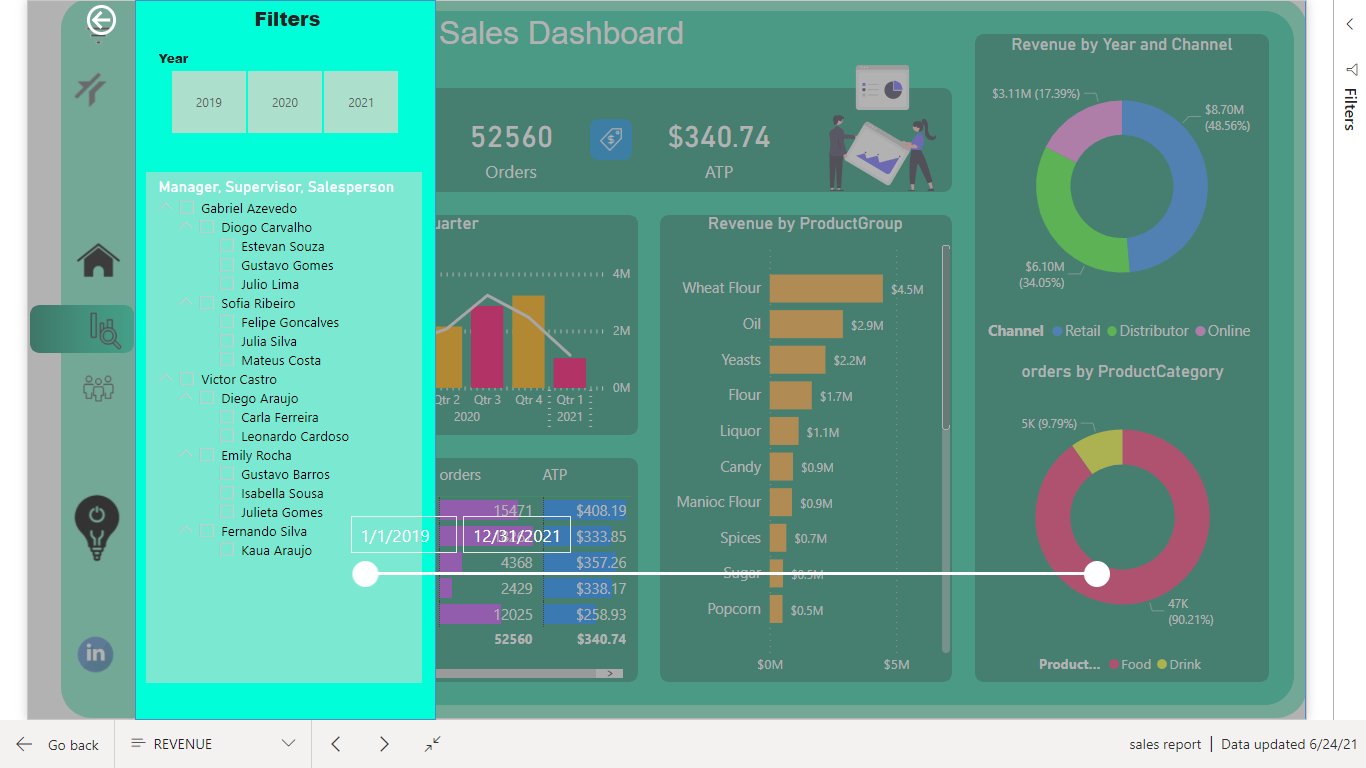 Filters
Year
2019 2020 2021
Manager, Supervisor, Salesperson
Gabriel Azevedo
Diogo Carvalho
Estevan Souza
Gustavo Gomes
Julio Lima
Sofia Ribeiro
Felipe Goncalves
Julia Silva
Mateus Costa
Victor Castro
Diego Araujo
Carla Ferreira
Leonardo Cardoso
Emily Rocha
Gustavo Barros
Isabella Sousa
Julieta Gomes
Fernando Silva
Kaua Araujo
1/1/2019 12/31/2021
in
Sales Dashboard
52560
Orders
$340.74
ATP
uarter
4M
2M
0M
Qtr 2 Qtr 3 Qtr 4 Qtr 1
2020 2021
orders ATP
15471 $408.19
$333.85
4368 $357.26
2429 $338.17
12025 $258.93
52560 $340.74
Revenue by ProductGroup
Wheat Flour $4.5M
Oil $2.9M
Yeasts $2.2M
Flour $1.7M
Liquor $1.1M
Candy $0.9M
Manioc Flour $0.9M
Spices $0.7M
Sugar $0.5M
Popcorn $0.5M
$0M $5M
Revenue by Year and Channel
$3.11M (17.39%)
$8.70M
(48.56%)
$6.10M
(34.05%)
Channel Retail Distributor Online
orders by ProductCategory
5K (9.79%)
47K
(90.21%)
Product... Food Drink
Filters
Go back
REVENUE
sales report | Data updated 6/24/21